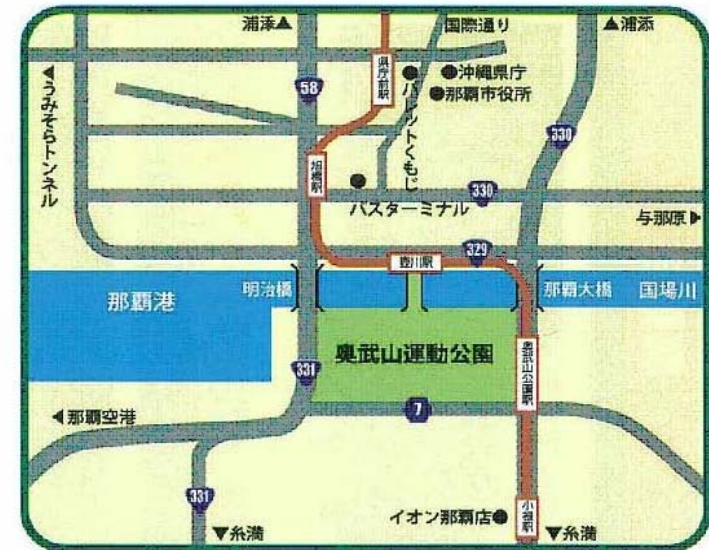 浦添▲
国際通り
▲浦添
◀うみそらトンネル
58
県庁前駅
パレットくもじ
沖縄県庁
那覇市役所
330
旭橋駅
バスターミナル
330
与那原▶
329
壺川駅
那覇港
明治橋
那覇大橋
国場川
奥武山運動公園
奥武山公園駅
331
7
◀那覇空港
331
▼糸満
イオン那覇店
小禄駅
▼糸満